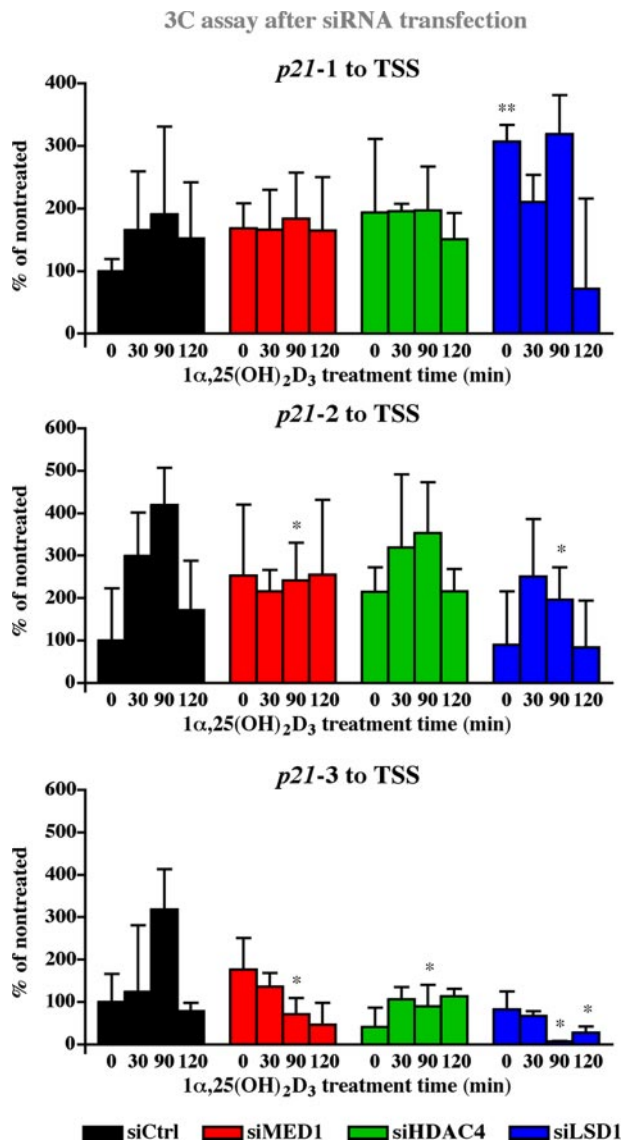 3C assay after siRNA transfection
p21-1 to TSS
400
300
200
100
0
% of nontreated
**
0 30 90 120 0 30 90 120 0 30 90 120 0 30 90 120
1α,25(OH)₂D₃ treatment time (min)
p21-2 to TSS
600
500
400
300
200
100
0
% of nontreated
* *
0 30 90 120 0 30 90 120 0 30 90 120 0 30 90 120
1α,25(OH)₂D₃ treatment time (min)
p21-3 to TSS
600
500
400
300
200
100
0
% of nontreated
* * * *
0 30 90 120 0 30 90 120 0 30 90 120 0 30 90 120
1α,25(OH)₂D₃ treatment time (min)
siCtrl siMED1 siHDAC4 siLSD1